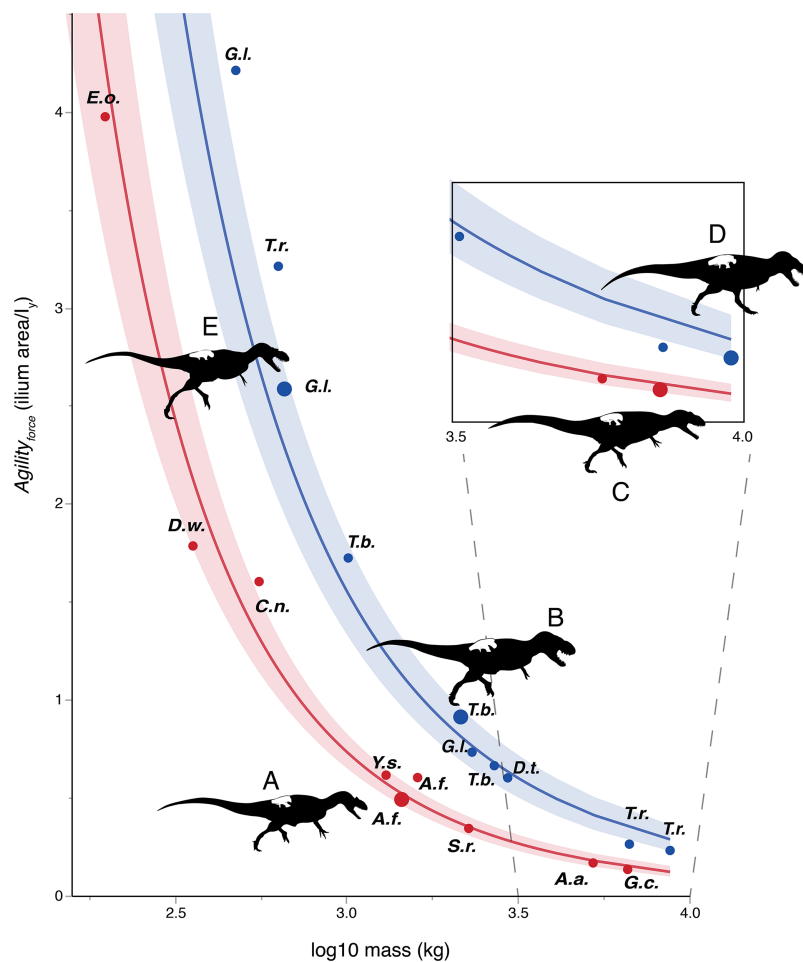 G.l.
4
E.o.
D
T.r.
3
E
G.l.
3.5
4.0
C
Agility_force (ilium area/I_y)
2
D.w.
T.b.
C.n.
B
1
T.b.
G.l.
D.t.
Y.s.
T.b.
A
A.f.
A.f.
T.r.
T.r.
S.r.
A.a.
G.c.
0
2.5
3.0
3.5
4.0
log10 mass (kg)